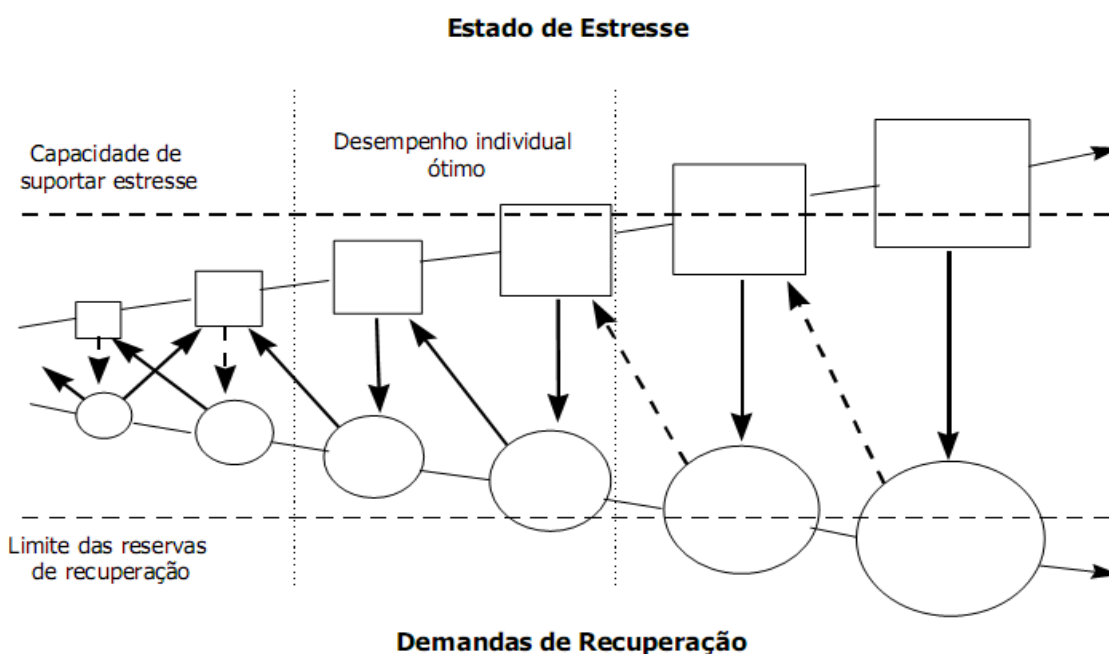 Estado de Estresse
Capacidade de
suportar estresse
Desempenho individual
ótimo
Limite das reservas
de recuperação
Demandas de Recuperação